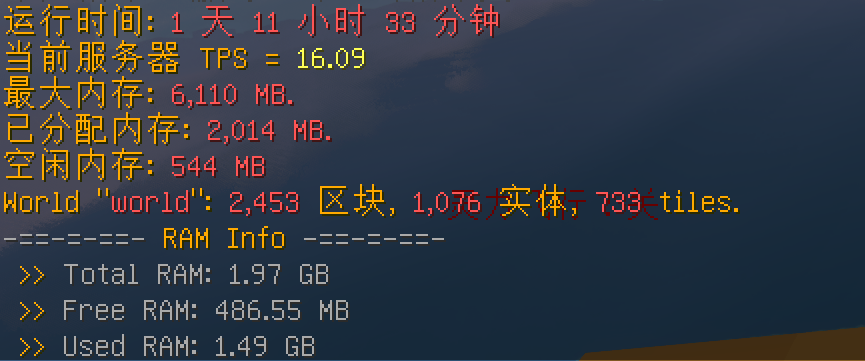 运行时间: 1 天 11 小时 33 分钟
当前服务器 TPS = 16.09
最大内存: 6,110 MB.
已分配内存: 2,014 MB.
空闲内存: 544 MB
World "world": 2,453 区块, 1,076 实体, 733 tiles.
-==-=-==- RAM Info -==-=-==-
>> Total RAM: 1.97 GB
>> Free RAM: 486.55 MB
>> Used RAM: 1.49 GB